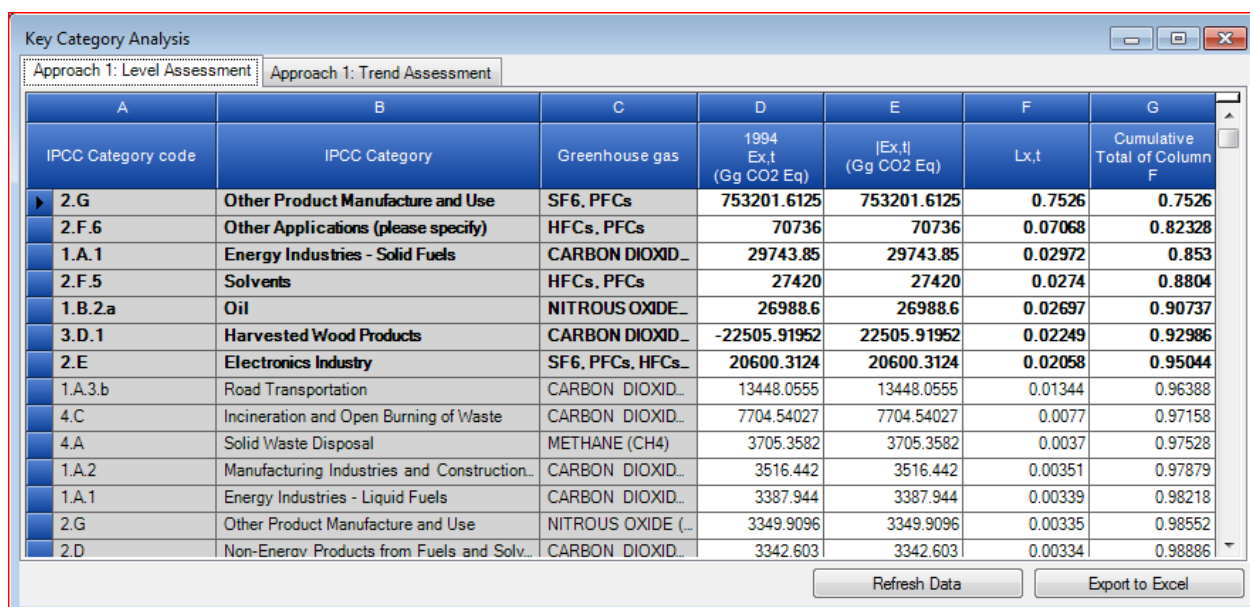 Key Category Analysis
Approach 1: Level Assessment Approach 1: Trend Assessment
A B C D E F G
IPCC Category code IPCC Category Greenhouse gas 1994 Ex,t (Gg CO2 Eq) |Ex,t| (Gg CO2 Eq) Lx,t Cumulative Total of Column F
2.G Other Product Manufacture and Use SF6, PFCs 753201.6125 753201.6125 0.7526 0.7526
2.F.6 Other Applications (please specify) HFCs, PFCs 70736 70736 0.07068 0.82328
1.A.1 Energy Industries - Solid Fuels CARBON DIOXID... 29743.85 29743.85 0.02972 0.853
2.F.5 Solvents HFCs, PFCs 27420 27420 0.0274 0.8804
1.B.2.a Oil NITROUS OXIDE... 26988.6 26988.6 0.02697 0.90737
3.D.1 Harvested Wood Products CARBON DIOXID... -22505.91952 22505.91952 0.02249 0.92986
2.E Electronics Industry SF6, PFCs, HFCs... 20600.3124 20600.3124 0.02058 0.95044
1.A.3.b Road Transportation CARBON DIOXID... 13448.0555 13448.0555 0.01344 0.96388
4.C Incineration and Open Burning of Waste CARBON DIOXID... 7704.54027 7704.54027 0.0077 0.97158
4.A Solid Waste Disposal METHANE (CH4) 3705.3582 3705.3582 0.0037 0.97528
1.A.2 Manufacturing Industries and Construction... CARBON DIOXID... 3516.442 3516.442 0.00351 0.97879
1.A.1 Energy Industries - Liquid Fuels CARBON DIOXID... 3387.944 3387.944 0.00339 0.98218
2.G Other Product Manufacture and Use NITROUS OXIDE (... 3349.9096 3349.9096 0.00335 0.98552
2.D Non-Energy Products from Fuels and Solv... CARBON DIOXID... 3342.603 3342.603 0.00334 0.98886
Refresh Data Export to Excel